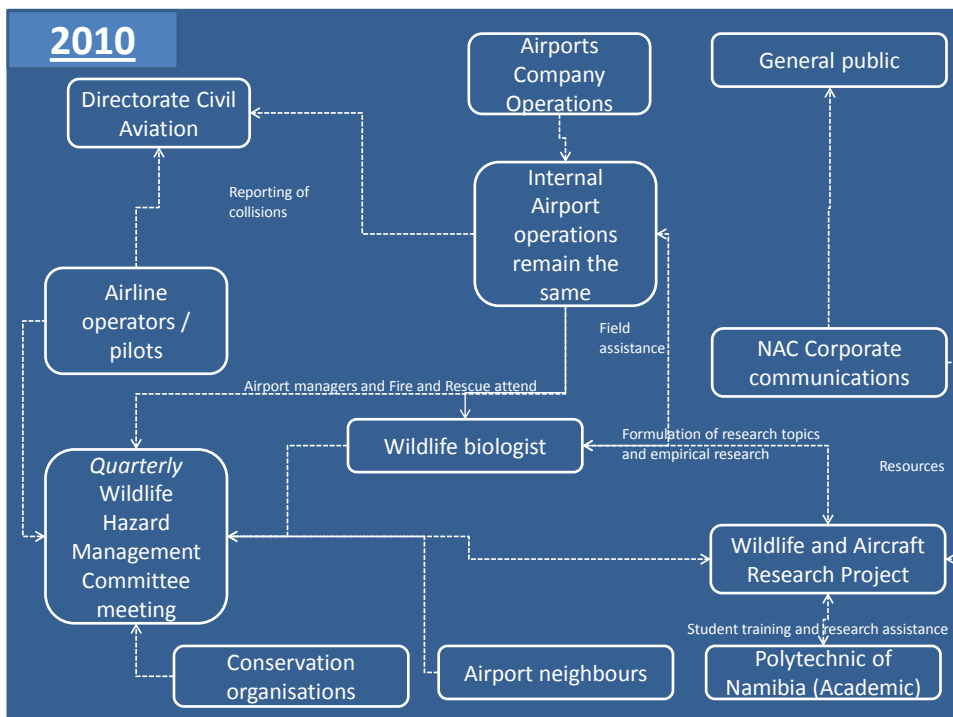 2010
Airports
Company
Operations
General public
Directorate Civil
Aviation
Reporting of
collisions
Internal
Airport
operations
remain the
same
Airline
operators /
pilots
Field
assistance
NAC Corporate
communications
Airport managers and Fire and Rescue attend
Wildlife biologist
Formulation of research topics
and empirical research
Resources
Quarterly
Wildlife
Hazard
Management
Committee
meeting
Wildlife and Aircraft
Research Project
Student training and research assistance
Conservation
organisations
Airport neighbours
Polytechnic of
Namibia (Academic)